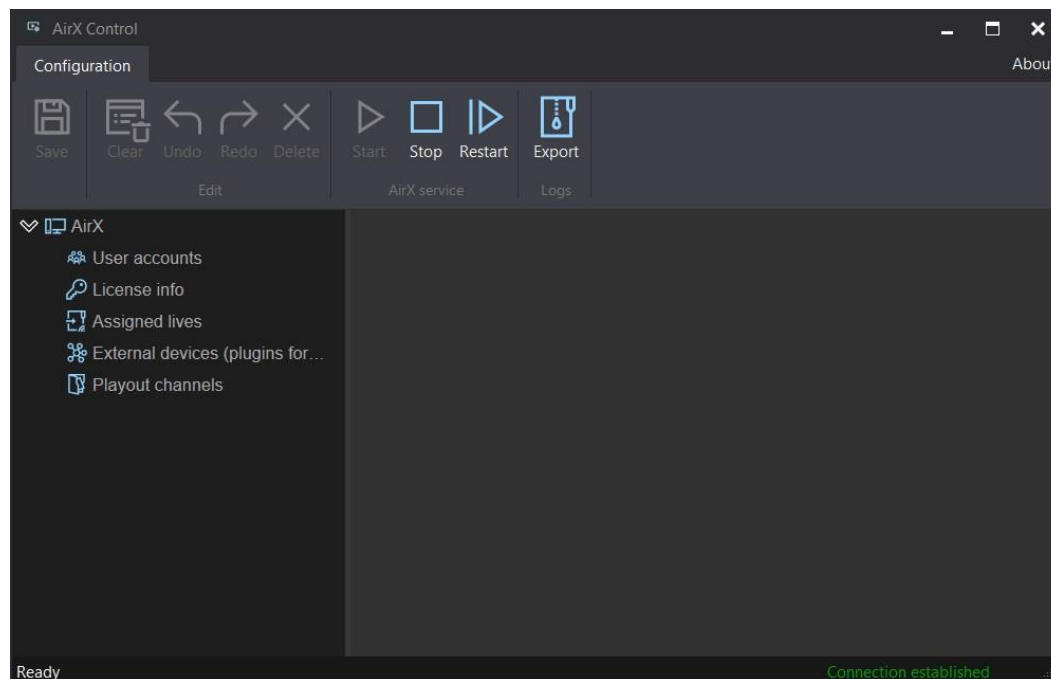 AirX Control
Configuration
Abou
Save Clear Undo Redo Delete Start Stop Restart Export
Edit AirX service Logs
AirX
User accounts
License info
Assigned lives
External devices (plugins for...
Playout channels
Ready Connection established